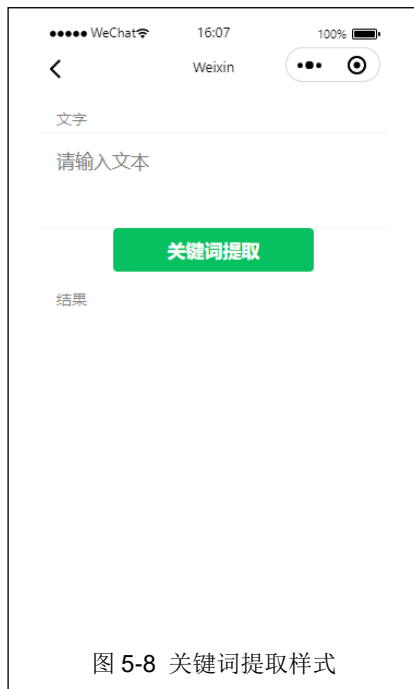 WeChat 16:07 100%
Weixin
文字
请输入文本
关键词提取
结果
图 5-8 关键词提取样式